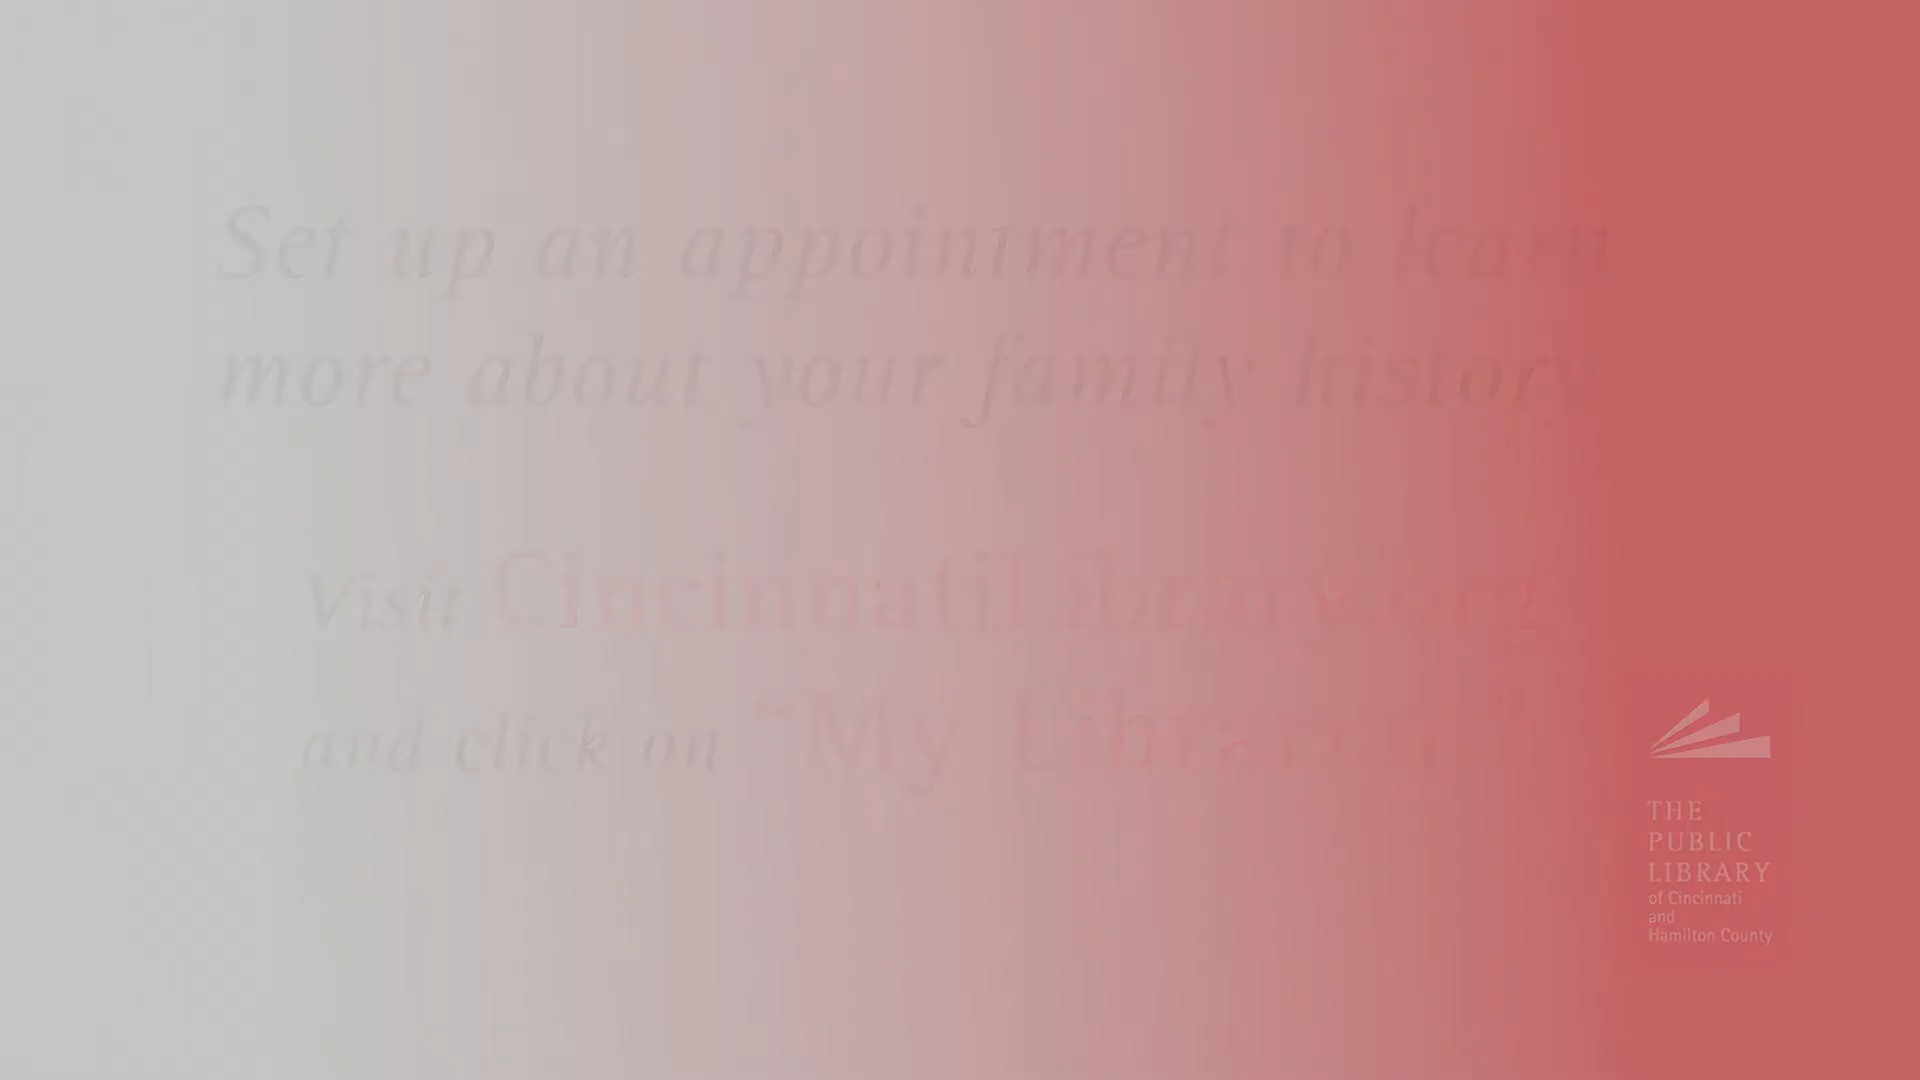 Set up an appointment to learn
more about your family history.
Visit CincinnatiLibrary.org
and click on "My Librarian"
THE
PUBLIC
LIBRARY
of Cincinnati
and
Hamilton County